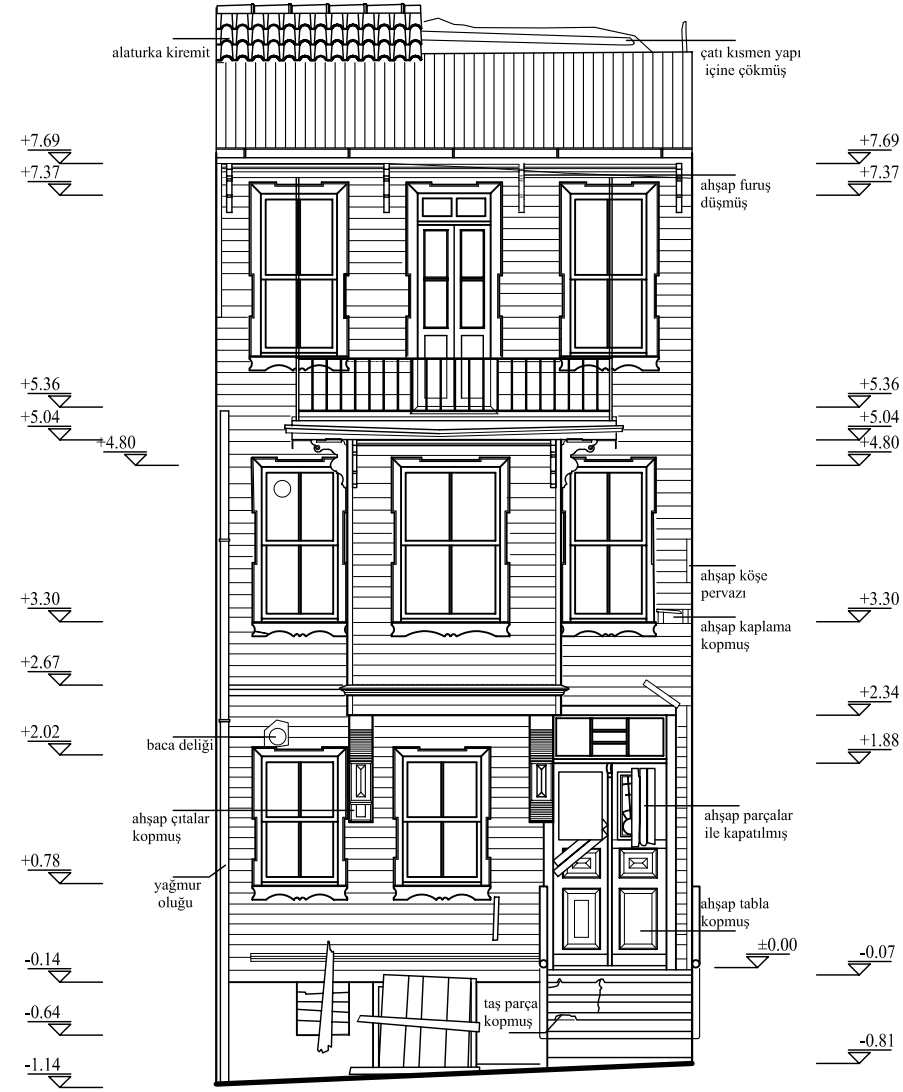 alaturka kiremit
çatı kısmen yapı
içine çökmüş
+7.69
+7.69
+7.37
+7.37
ahşap furuş
düşmüş
+5.36
+5.36
+5.04
+5.04
+4.80
+4.80
ahşap köşe
pervazı
+3.30
+3.30
ahşap kaplama
kopmuş
+2.67
+2.34
+2.02
+1.88
baca deliği
ahşap çıtalar
kopmuş
ahşap parçalar
ile kapatılmış
+0.78
yağmur
oluğu
ahşap tabla
kopmuş
±0.00
-0.14
-0.07
taş parça
kopmuş
-0.64
-0.81
-1.14